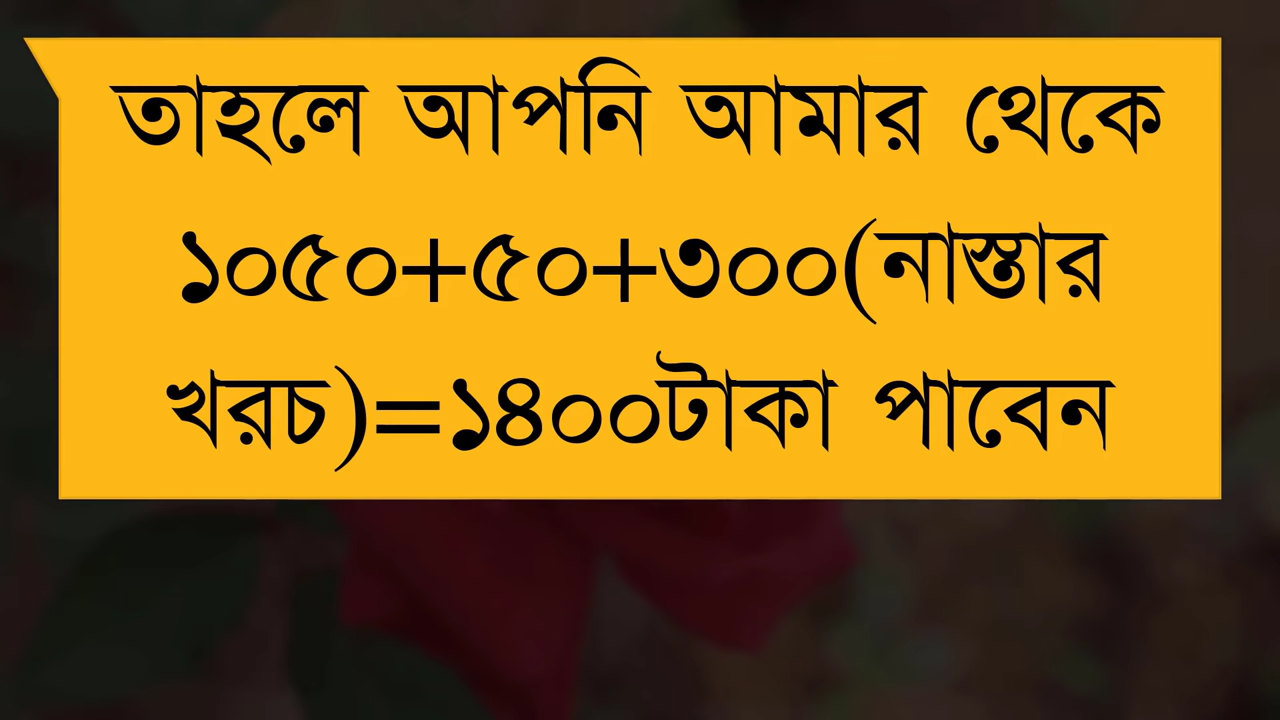 তাহলে আপনি আমার থেকে
১০৫০+৫০+৩০০(নাস্তার
খরচ)=১৪০০টাকা পাবেন